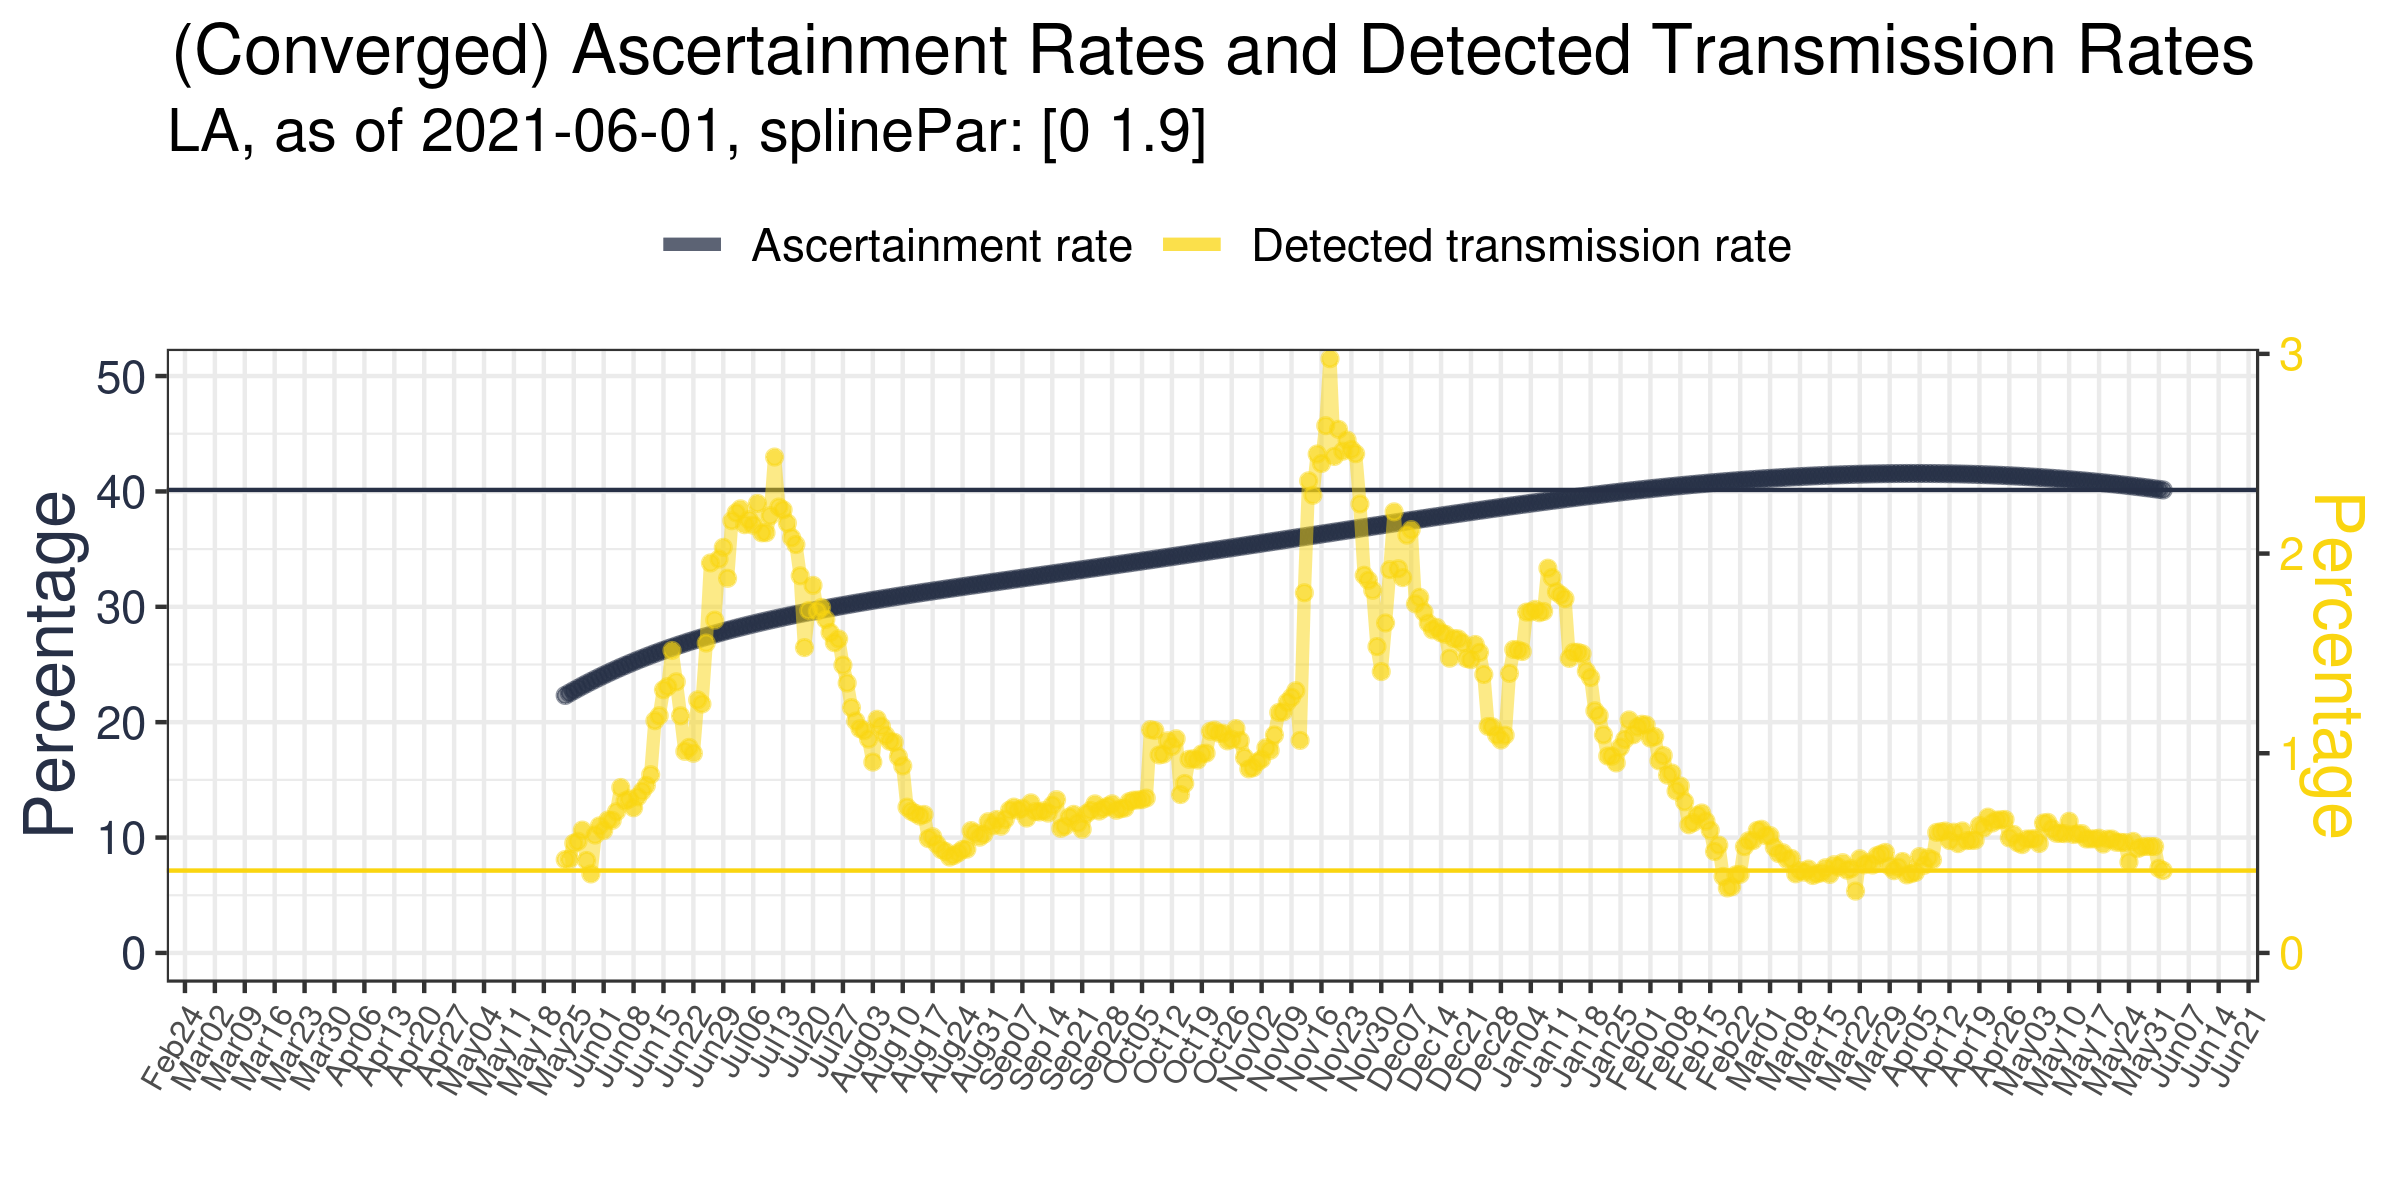 (Converged) Ascertainment Rates and Detected Transmission Rates
LA, as of 2021-06-01, splinePar: [0 1.9]
Ascertainment rate
Detected transmission rate
Percentage
50
40
30
20
10
0
3
2
1
0
Percentage
Feb24
Mar02
Mar09
Mar16
Mar23
Mar30
Apr06
Apr13
Apr20
Apr27
May04
May11
May18
May25
Jun01
Jun08
Jun15
Jun22
Jun29
Jul06
Jul13
Jul20
Jul27
Aug03
Aug10
Aug17
Aug24
Aug31
Sep07
Sep14
Sep21
Sep28
Oct05
Oct12
Oct19
Oct26
Nov02
Nov09
Nov16
Nov23
Nov30
Dec07
Dec14
Dec21
Dec28
Jan04
Jan11
Jan18
Jan25
Feb01
Feb08
Feb15
Feb22
Mar01
Mar08
Mar15
Mar22
Mar29
Apr05
Apr12
Apr19
Apr26
May03
May10
May17
May24
May31
Jun07
Jun14
Jun21